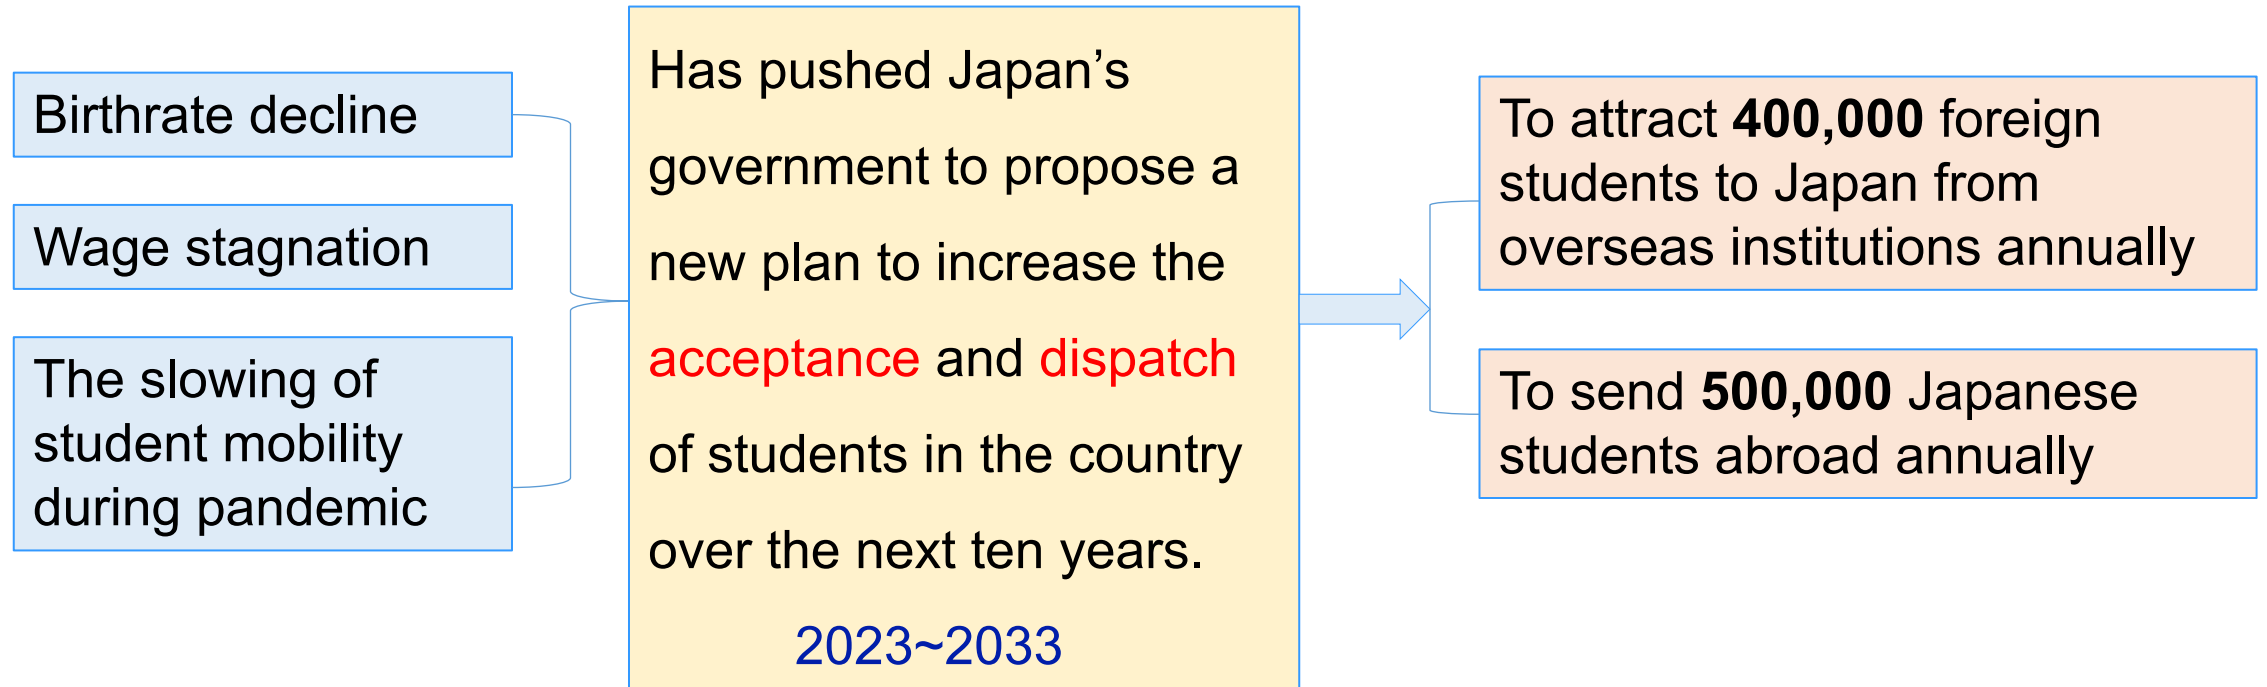 Birthrate decline
Wage stagnation
The slowing of
student mobility
during pandemic
Has pushed Japan’s
government to propose a
new plan to increase the
acceptance and dispatch
of students in the country
over the next ten years.
2023~2033
To attract 400,000 foreign
students to Japan from
overseas institutions annually
To send 500,000 Japanese
students abroad annually